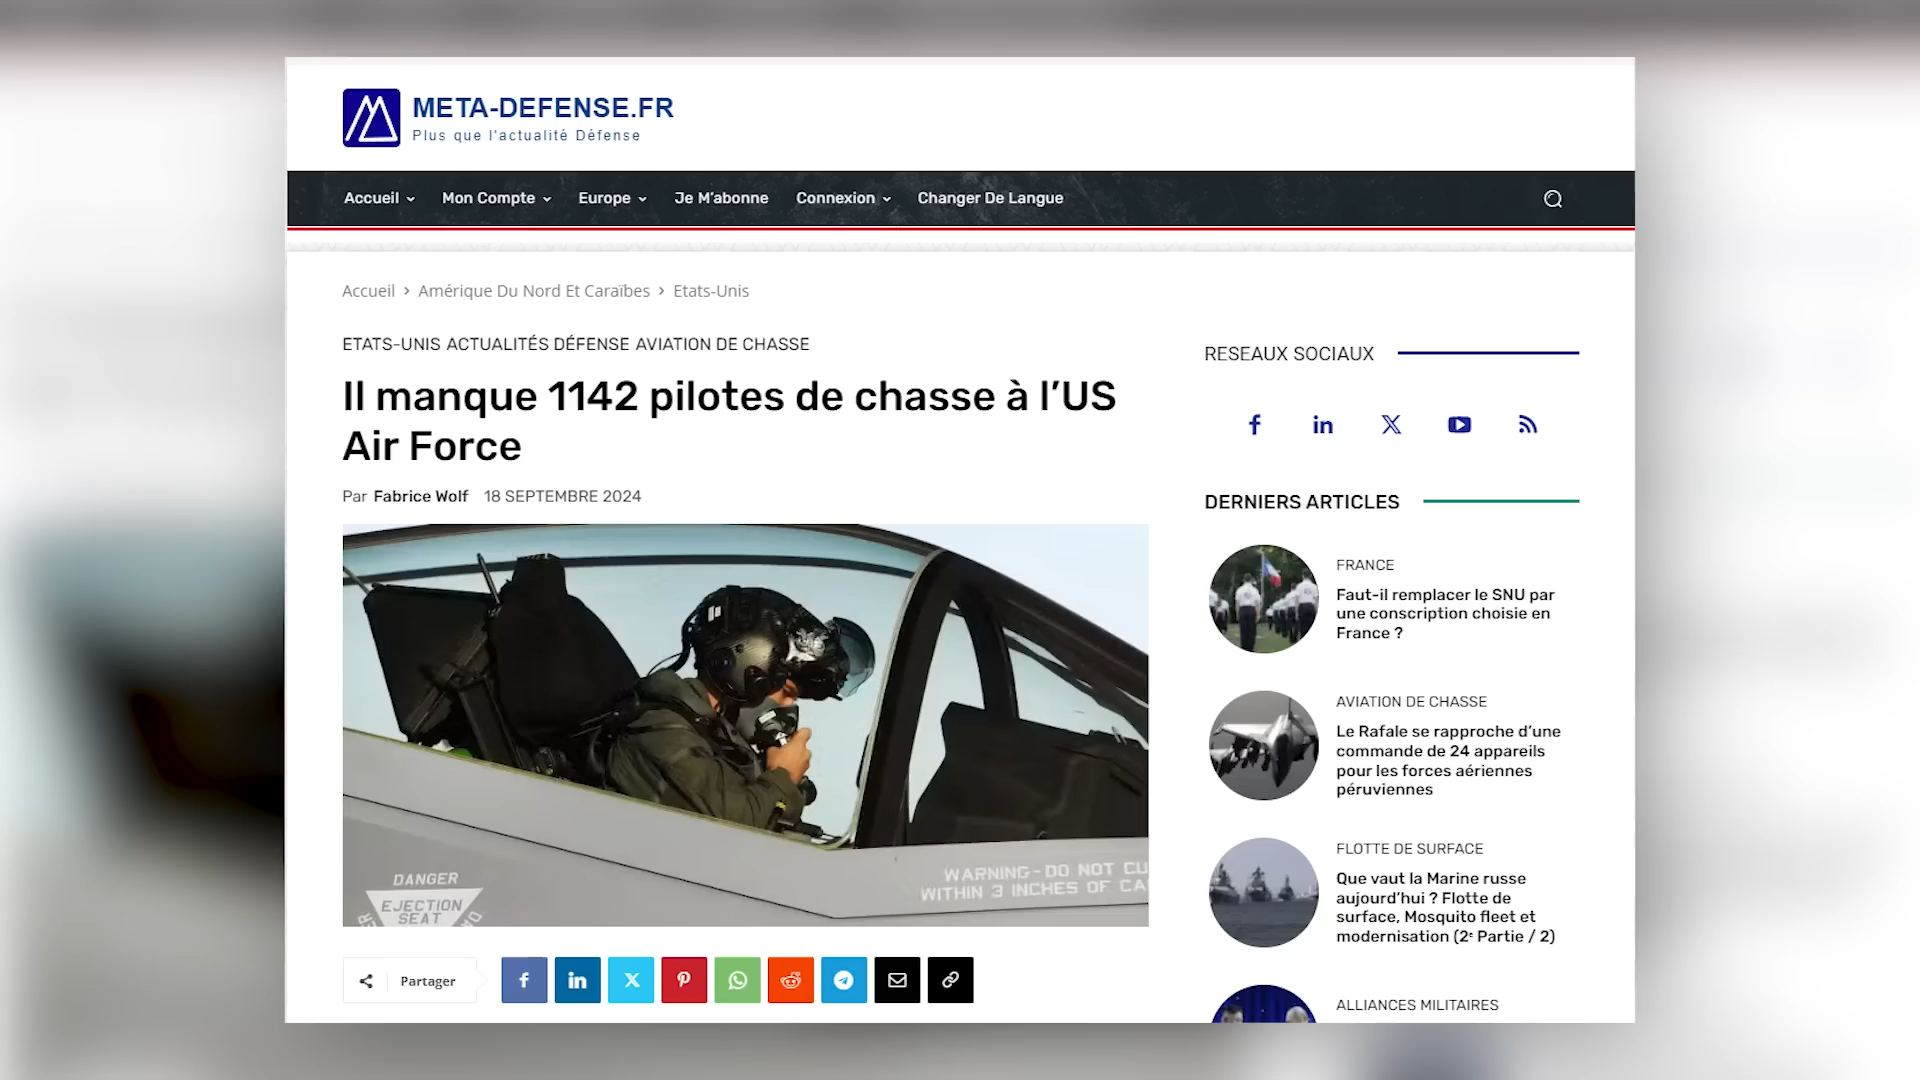 META-DEFENSE.FR
Plus que l'actualité Défense
Accueil Mon Compte Europe Je M'abonne Connexion Changer De Langue
Accueil > Amérique Du Nord Et Caraïbes > Etats-Unis
ETATS-UNIS ACTUALITÉS DÉFENSE AVIATION DE CHASSE
Il manque 1142 pilotes de chasse à l'US
Air Force
Par Fabrice Wolf 18 SEPTEMBRE 2024
DANGER
EJECTION
SEAT
WARNING-DO NOT CU
WITHIN 3 INCHES OF CA
Partager
RESEAUX SOCIAUX
DERNIERS ARTICLES
FRANCE
Faut-il remplacer le SNU par
une conscription choisie en
France ?
AVIATION DE CHASSE
Le Rafale se rapproche d'une
commande de 24 appareils
pour les forces aériennes
péruviennes
FLOTTE DE SURFACE
Que vaut la Marine russe
aujourd'hui ? Flotte de
surface, Mosquito fleet et
modernisation (2ᵉ Partie / 2)
ALLIANCES MILITAIRES